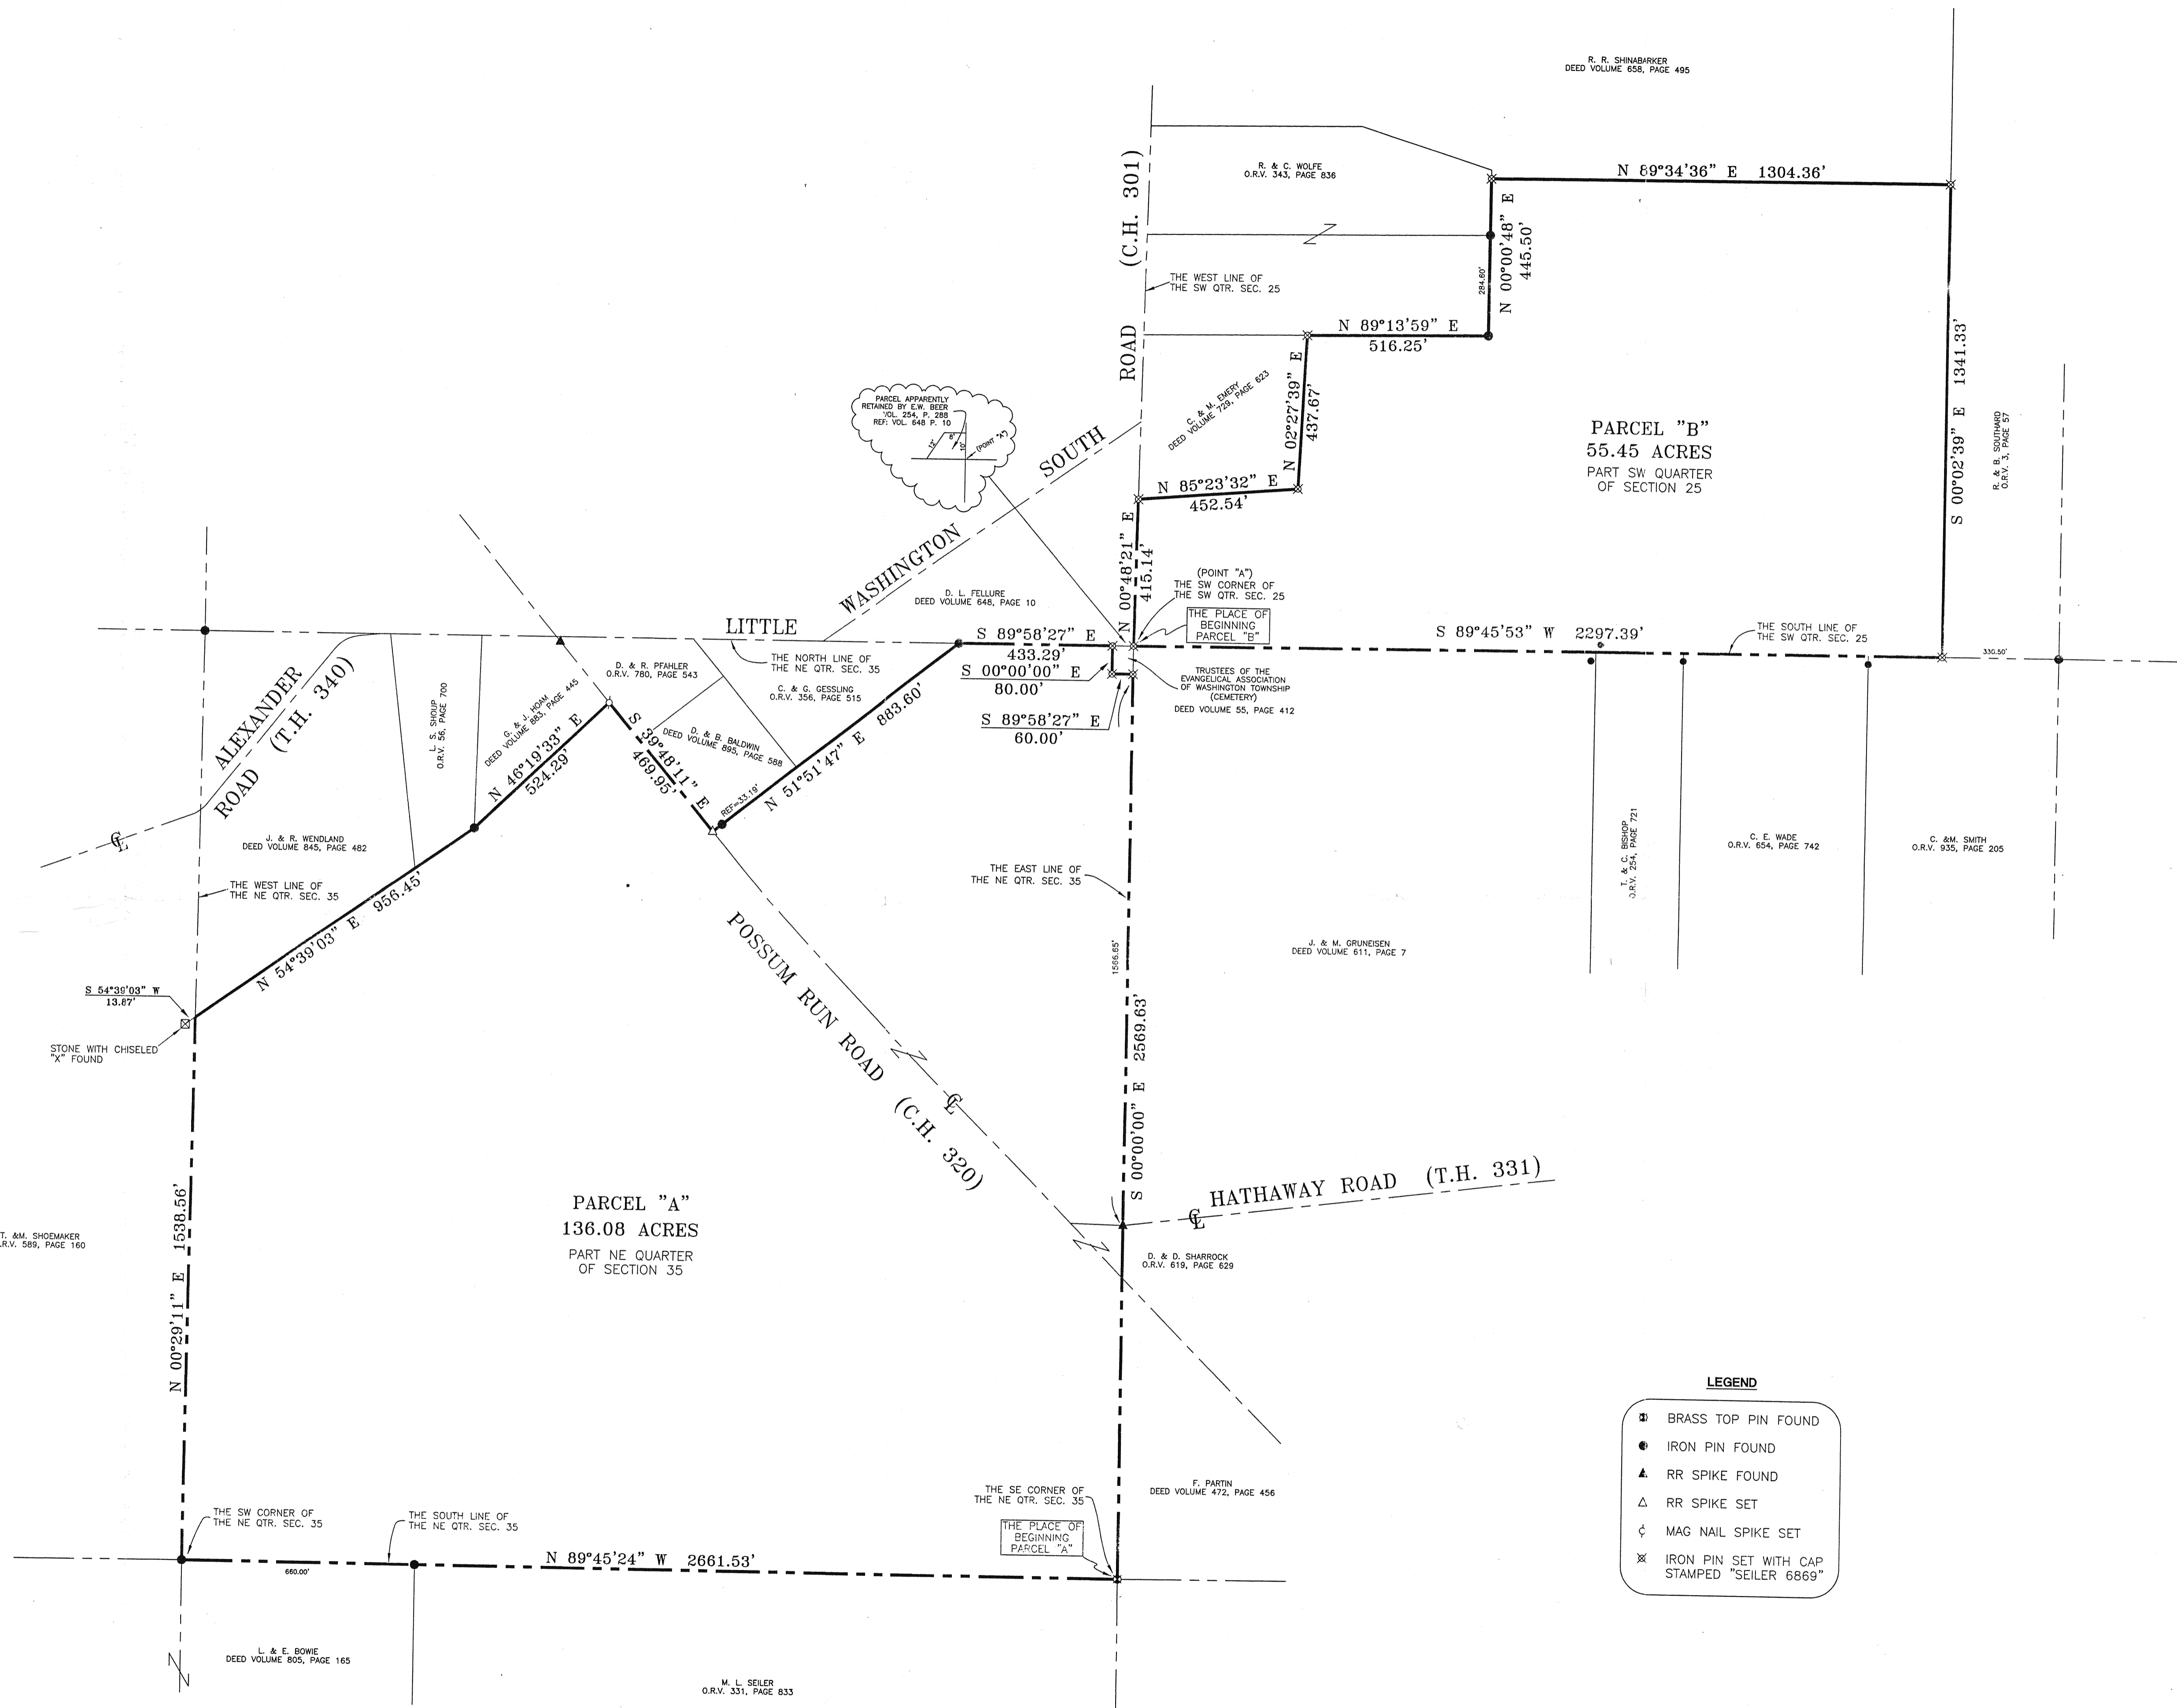 R. R. SHINABARKER
DEED VOLUME 658, PAGE 495
R. & C. WOLFE
O.R.V. 343, PAGE 836
N 89°34'36" E 1304.36'
N 00°00'48" E
445.50'
284.60'
(C.H. 301)
THE WEST LINE OF
THE SW QTR. SEC. 25
ROAD
N 89°13'59" E
516.25'
S 00°02'39" E 1341.33'
R. & B. SOUTHARD
O.R.V. 3, PAGE 57
C. & M. EMERY
DEED VOLUME 729, PAGE 623
N 02°27'39" E
437.67'
PARCEL APPARENTLY
RETAINED BY E.W. BEER
VOL. 254, P. 288
REF: VOL. 648 P. 10
(POINT "A")
PARCEL "B"
55.45 ACRES
PART SW QUARTER
OF SECTION 25
SOUTH
WASHINGTON
LITTLE
N 85°23'32" E
452.54'
N 00°48'21" E
415.14'
(POINT "A")
THE SW CORNER OF
THE SW QTR. SEC. 25
THE PLACE OF
BEGINNING
PARCEL "B"
D. L. FELLURE
DEED VOLUME 648, PAGE 10
S 89°58'27" E
433.29'
S 00°00'00" E
80.00'
S 89°58'27" E
60.00'
S 89°45'53" W 2297.39'
THE SOUTH LINE OF
THE SW QTR. SEC. 25
330.50'
TRUSTEES OF THE
EVANGELICAL ASSOCIATION
OF WASHINGTON TOWNSHIP
(CEMETERY)
DEED VOLUME 55, PAGE 412
THE NORTH LINE OF
THE NE QTR. SEC. 35
D. & R. PFAHLER
O.R.V. 780, PAGE 543
C. & G. GESSLING
O.R.V. 356, PAGE 515
D. & B. BALDWIN
DEED VOLUME 895, PAGE 588
ALEXANDER
ROAD (T.H. 340)
L. S. SHOUP
O.R.V. 56, PAGE 700
G. & J. HOAM
DEED VOLUME 883, PAGE 445
N 46°19'33" E
524.29'
S 39°48'11" E
469.95'
REF=33.19'
N 51°51'47" E 883.60'
J. & R. WENDLAND
DEED VOLUME 845, PAGE 482
THE WEST LINE OF
THE NE QTR. SEC. 35
N 54°39'03" E 956.45'
S 54°39'03" W
13.87'
STONE WITH CHISELED
"X" FOUND
THE EAST LINE OF
THE NE QTR. SEC. 35
1566.65'
S 00°00'00" E 2569.63'
POSSUM RUN ROAD (C.H. 320)
J. & M. GRUNEISEN
DEED VOLUME 611, PAGE 7
T. & C. BISHOP
O.R.V. 254, PAGE 721
C. E. WADE
O.R.V. 654, PAGE 742
C. &M. SMITH
O.R.V. 935, PAGE 205
HATHAWAY ROAD (T.H. 331)
T. &M. SHOEMAKER
O.R.V. 589, PAGE 160
N 00°29'11" E 1538.56'
PARCEL "A"
136.08 ACRES
PART NE QUARTER
OF SECTION 35
D. & D. SHARROCK
O.R.V. 619, PAGE 629
F. PARTIN
DEED VOLUME 472, PAGE 456
THE SE CORNER OF
THE NE QTR. SEC. 35
THE PLACE OF
BEGINNING
PARCEL "A"
THE SW CORNER OF
THE NE QTR. SEC. 35
THE SOUTH LINE OF
THE NE QTR. SEC. 35
N 89°45'24" W 2661.53'
660.00'
L. & E. BOWIE
DEED VOLUME 805, PAGE 165
M. L. SEILER
O.R.V. 331, PAGE 833
LEGEND
BRASS TOP PIN FOUND
IRON PIN FOUND
RR SPIKE FOUND
RR SPIKE SET
MAG NAIL SPIKE SET
IRON PIN SET WITH CAP
STAMPED "SEILER 6869"